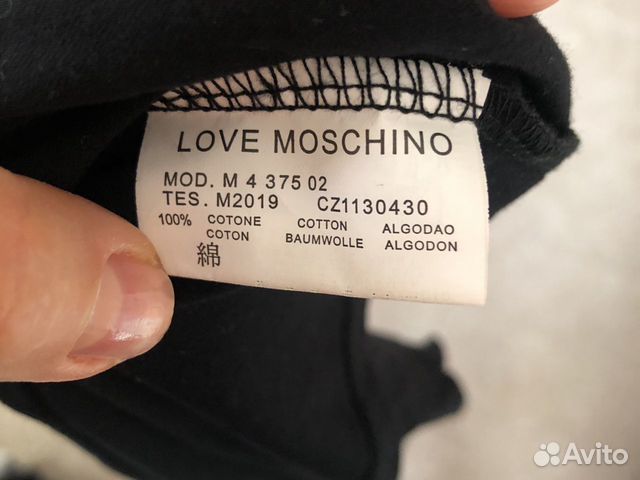 LOVE MOSCHINO
MOD. M 4 375 02
TES. M2019 CZ1130430
100% COTONE COTTON ALGODAO
COTON BAUMWOLLE ALGODON
綿
Avito